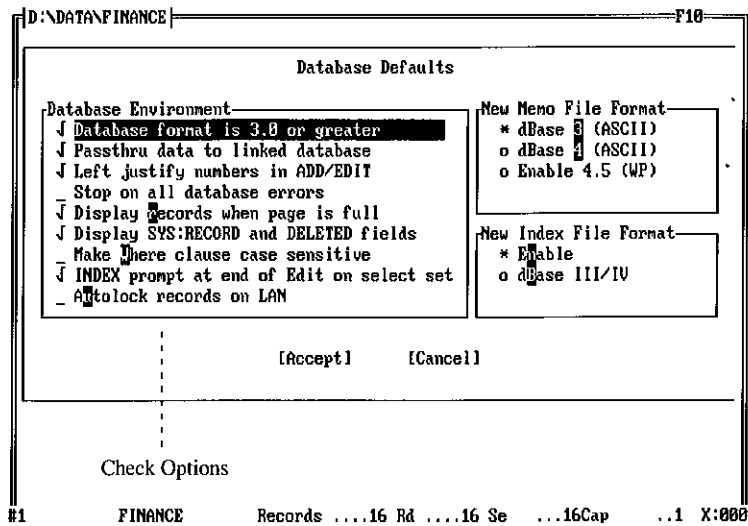 D:\DATA\FINANCE F10
Database Defaults
Database Environment
√ Database format is 3.0 or greater
√ Passthru data to linked database
√ Left justify numbers in ADD/EDIT
_ Stop on all database errors
√ Display records when page is full
√ Display SYS:RECORD and DELETED fields
_ Make Where clause case sensitive
√ INDEX prompt at end of Edit on select set
_ Autolock records on LAN
New Memo File Format
* dBase 3 (ASCII)
o dBase 4 (ASCII)
o Enable 4.5 (WP)
New Index File Format
* Enable
o dBase III/IV
[Accept] [Cancel]
Check Options
#1 FINANCE Records ....16 Rd ....16 Se ...16Cap ..1 X:000